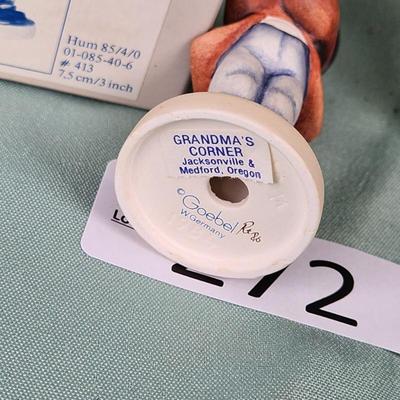 Hum 85/4/0
01-085-40-6
# 413
7,5 cm/3 inch
GRANDMA'S
CORNER
Jacksonville &
Medford, Oregon
© Goebel
W. Germany
272